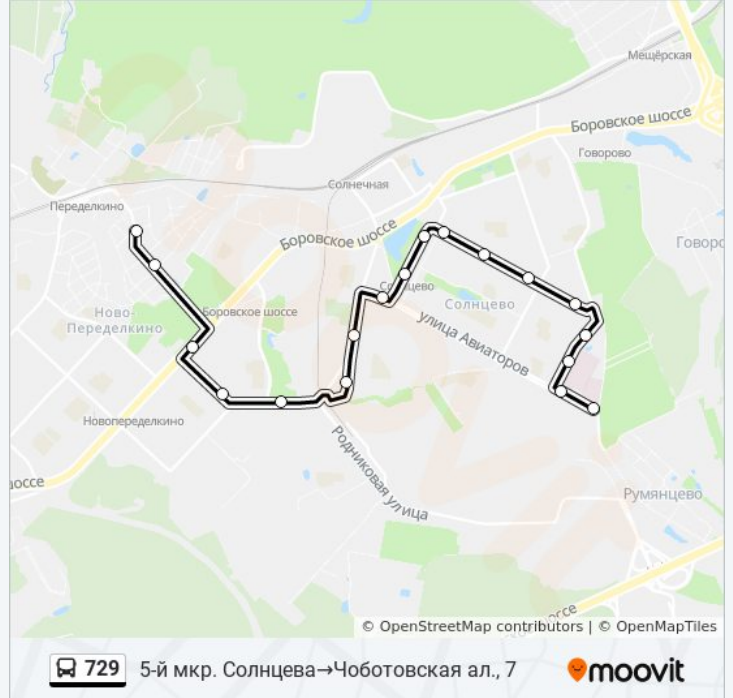 Мещёрская
Боровское шоссе
Говорово
Солнечная
Переделкино
Боровское шоссе
Говоро
Солнцево
Ново-
Переделкино
Боровское шоссе
Солнцево
улица Авиаторов
Новопеределкино
Родниковая улица
шоссе
Румянцево
© OpenStreetMap contributors | © OpenMapTiles
729
5-й мкр. Солнцева→Чоботовская ал., 7
moovit